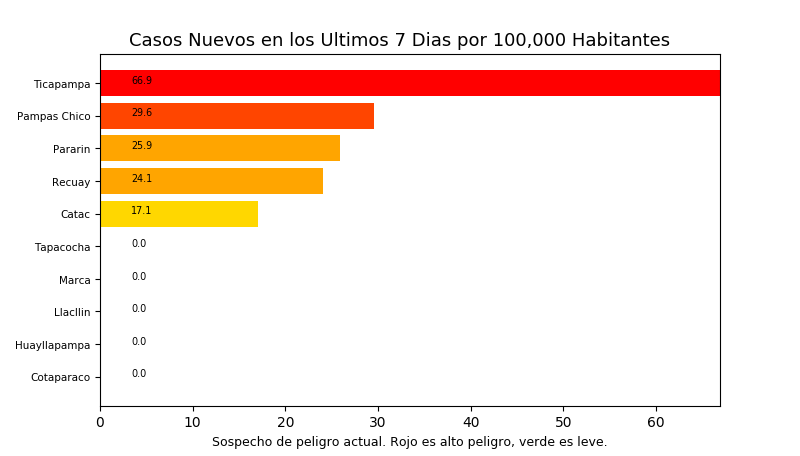 Casos Nuevos en los Ultimos 7 Dias por 100,000 Habitantes
Ticapampa 66.9
Pampas Chico 29.6
Pararin 25.9
Recuay 24.1
Catac 17.1
Tapacocha 0.0
Marca 0.0
Llacllin 0.0
Huayllapampa 0.0
Cotaparaco 0.0
0 10 20 30 40 50 60
Sospecho de peligro actual. Rojo es alto peligro, verde es leve.